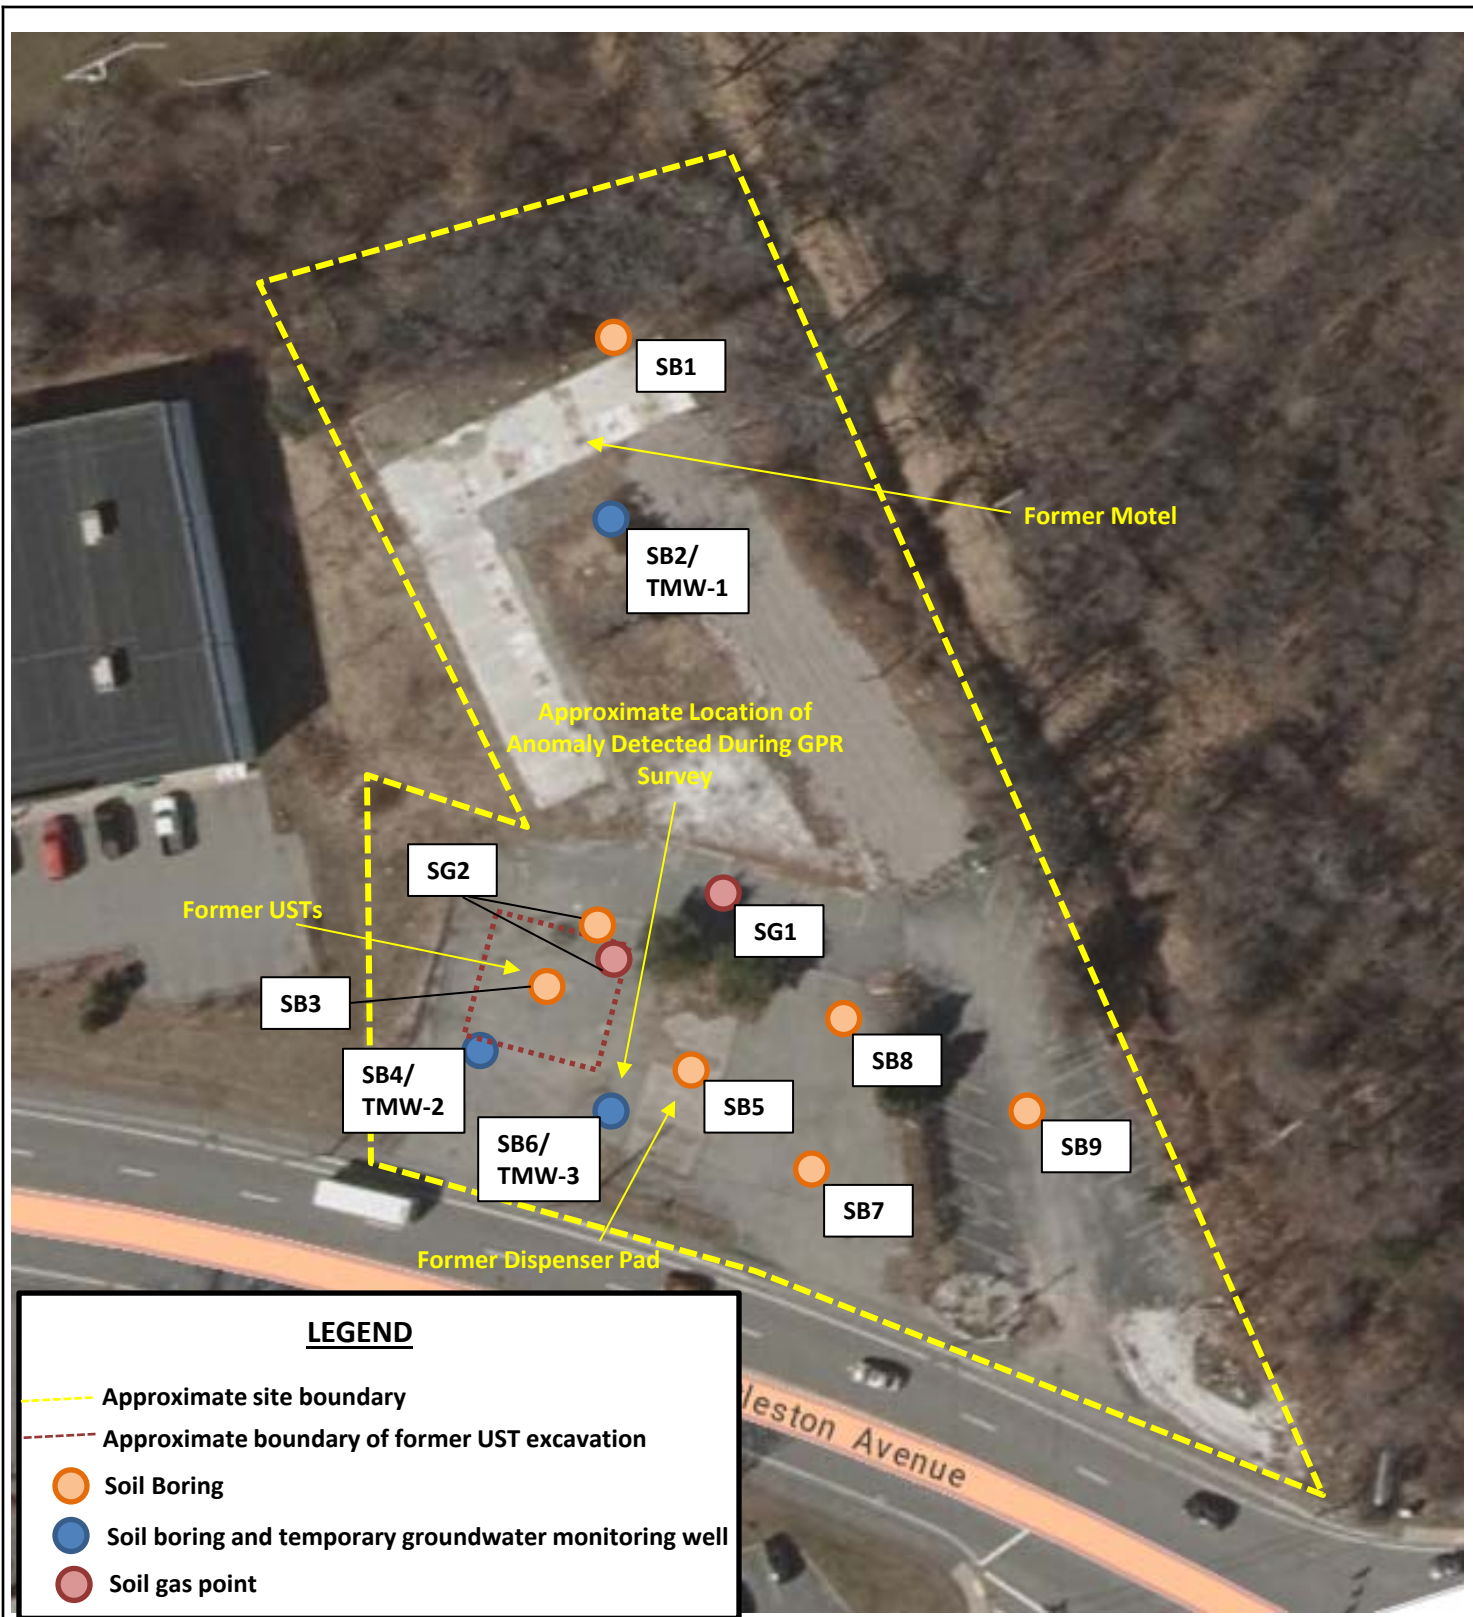 SB1
Former Motel
SB2/
TMW-1
Approximate Location of
Anomaly Detected During GPR
Survey
SG2
Former USTs
SG1
SB3
SB8
SB4/
TMW-2
SB5
SB6/
TMW-3
SB9
SB7
Former Dispenser Pad
leston Avenue
LEGEND
Approximate site boundary
Approximate boundary of former UST excavation
Soil Boring
Soil boring and temporary groundwater monitoring well
Soil gas point